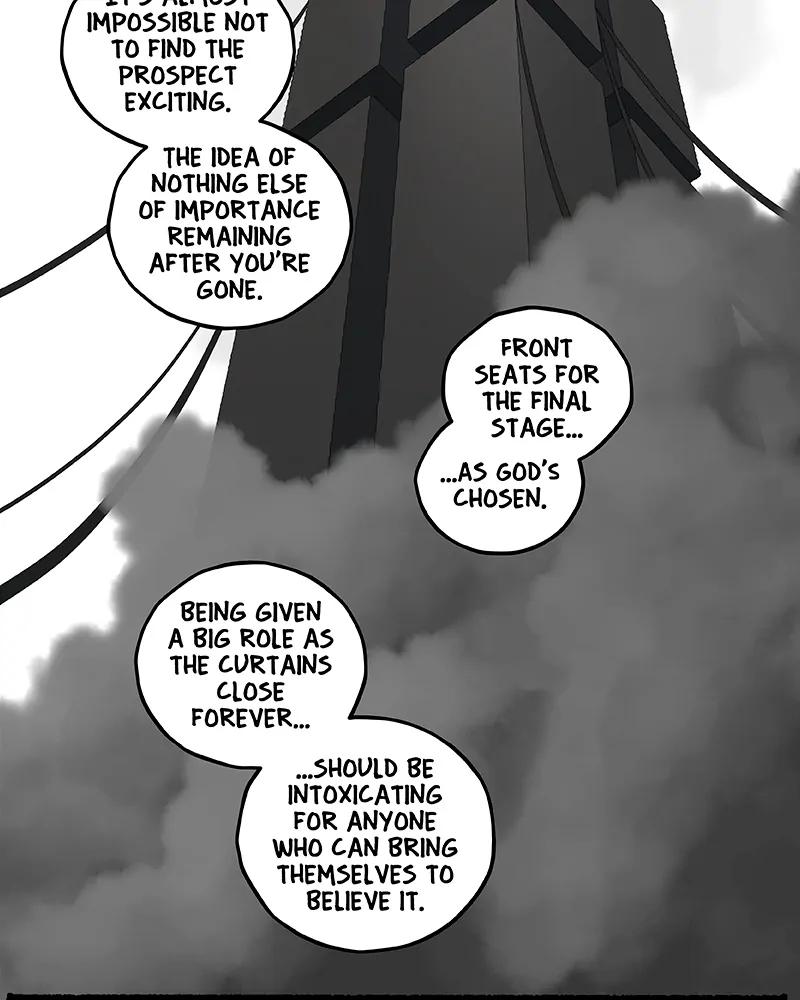 IT'S ALMOST
IMPOSSIBLE NOT
TO FIND THE
PROSPECT
EXCITING.
THE IDEA OF
NOTHING ELSE
OF IMPORTANCE
REMAINING
AFTER YOU'RE
GONE.
FRONT
SEATS FOR
THE FINAL
STAGE...
...AS GOD'S
CHOSEN.
BEING GIVEN
A BIG ROLE AS
THE CURTAINS
CLOSE
FOREVER...
...SHOULD BE
INTOXICATING
FOR ANYONE
WHO CAN BRING
THEMSELVES TO
BELIEVE IT.